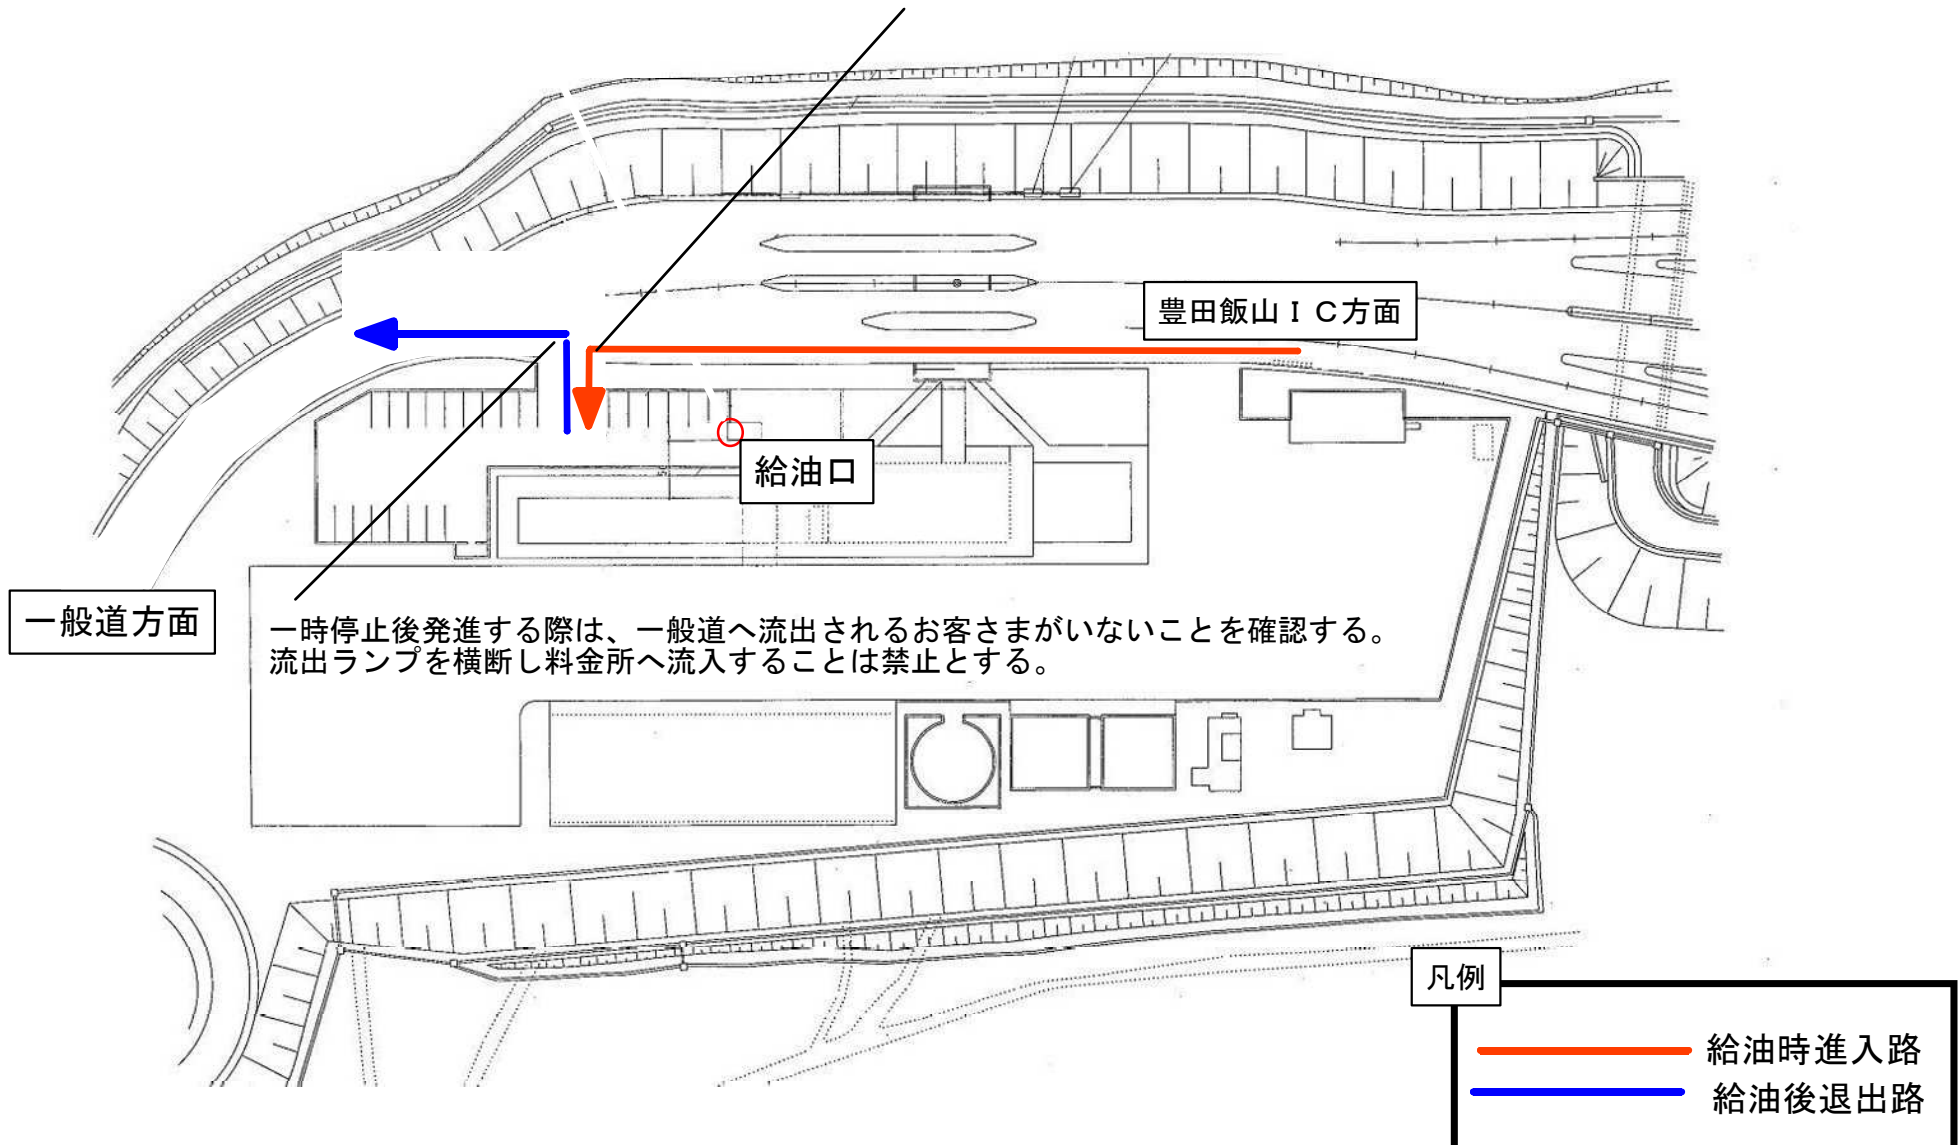 豊田飯山ＩＣ方面
給油口
一般道方面
一時停止後発進する際は、一般道へ流出されるお客さまがいないことを確認する。
流出ランプを横断し料金所へ流入することは禁止とする。
凡例
給油時進入路
給油後退出路